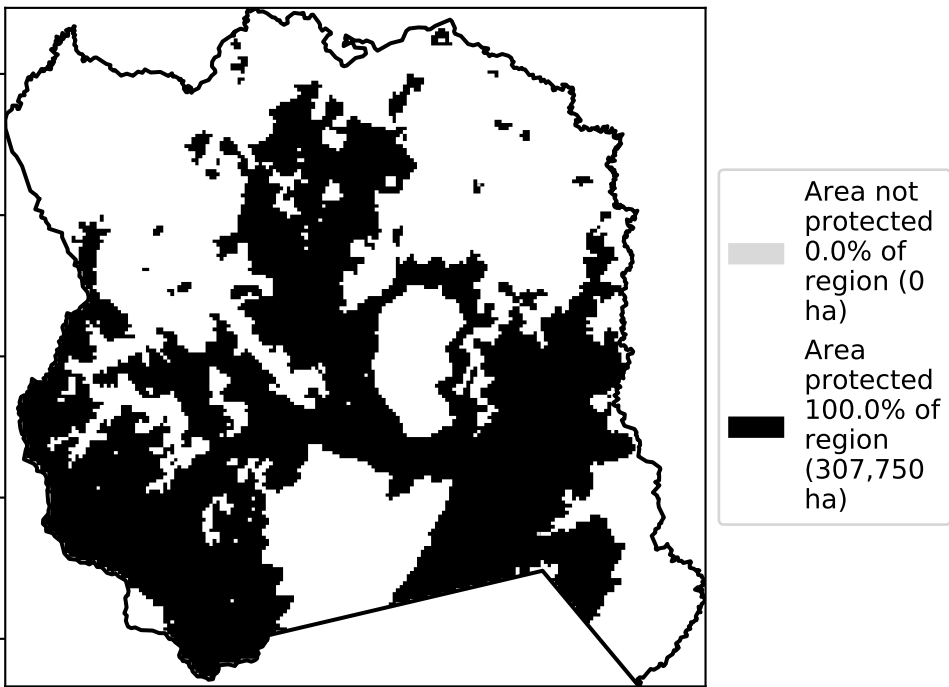 Area not
protected
0.0% of
region (0
ha)
Area
protected
100.0% of
region
(307,750
ha)